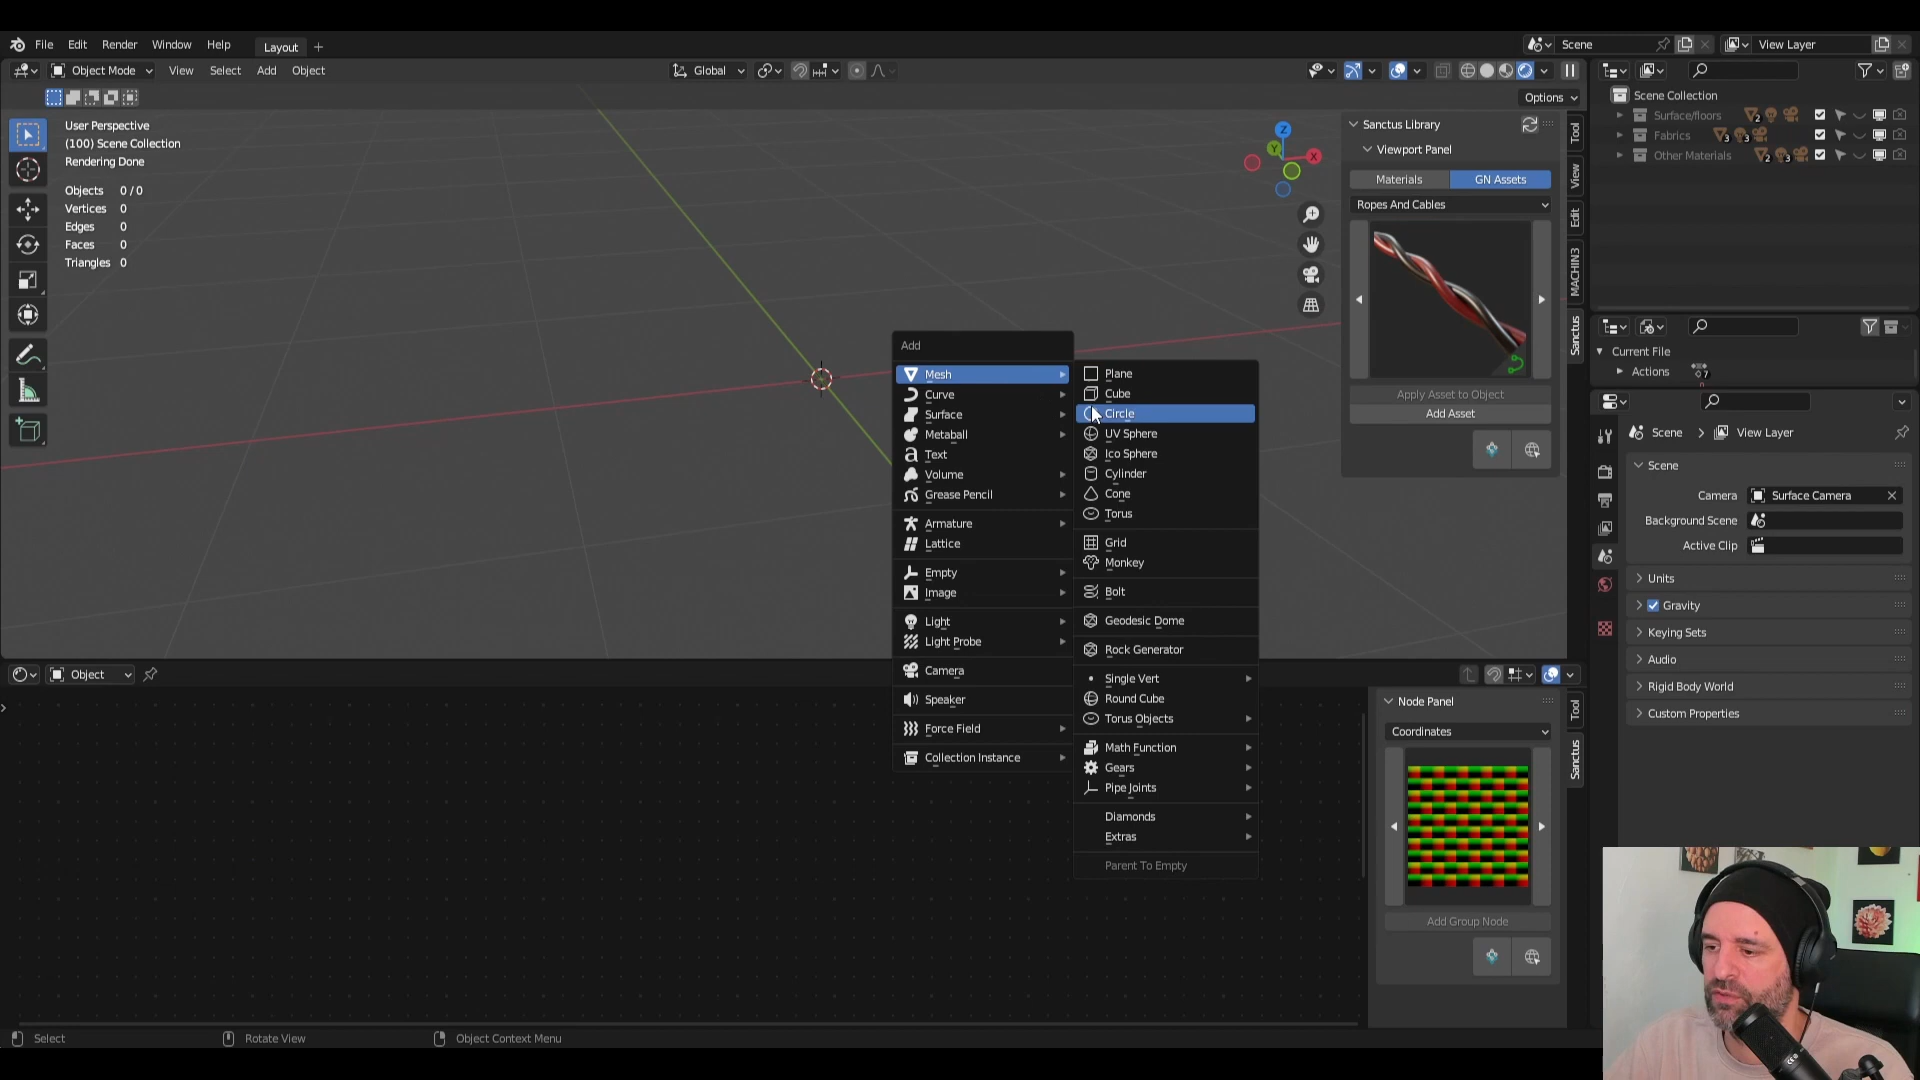 File Edit Render Window Help Layout + Scene View Layer
Object Mode View Select Add Object Global
Options
User Perspective
(100) Scene Collection
Rendering Done
Objects 0 / 0
Vertices 0
Edges 0
Faces 0
Triangles 0
Z
Y
X
Sanctus Library
Viewport Panel
Materials GN Assets
Ropes And Cables
Apply Asset to Object
Add Asset
Tool
View
Edit
MACHIN3
Sanctus
Add
Mesh
Curve
Surface
Metaball
Text
Volume
Grease Pencil
Armature
Lattice
Empty
Image
Light
Light Probe
Camera
Speaker
Force Field
Collection Instance
Plane
Cube
Circle
UV Sphere
Ico Sphere
Cylinder
Cone
Torus
Grid
Monkey
Bolt
Geodesic Dome
Rock Generator
Single Vert
Round Cube
Torus Objects
Math Function
Gears
Pipe Joints
Diamonds
Extras
Parent To Empty
Scene Collection
Surface/floors 2
Fabrics 3 3
Other Materials 2 3
Current File
Actions 7
Scene > View Layer
Scene
Camera Surface Camera
Background Scene
Active Clip
Units
Gravity
Keying Sets
Audio
Rigid Body World
Custom Properties
Object
Node Panel
Coordinates
Add Group Node
Tool
Sanctus
Select Rotate View Object Context Menu